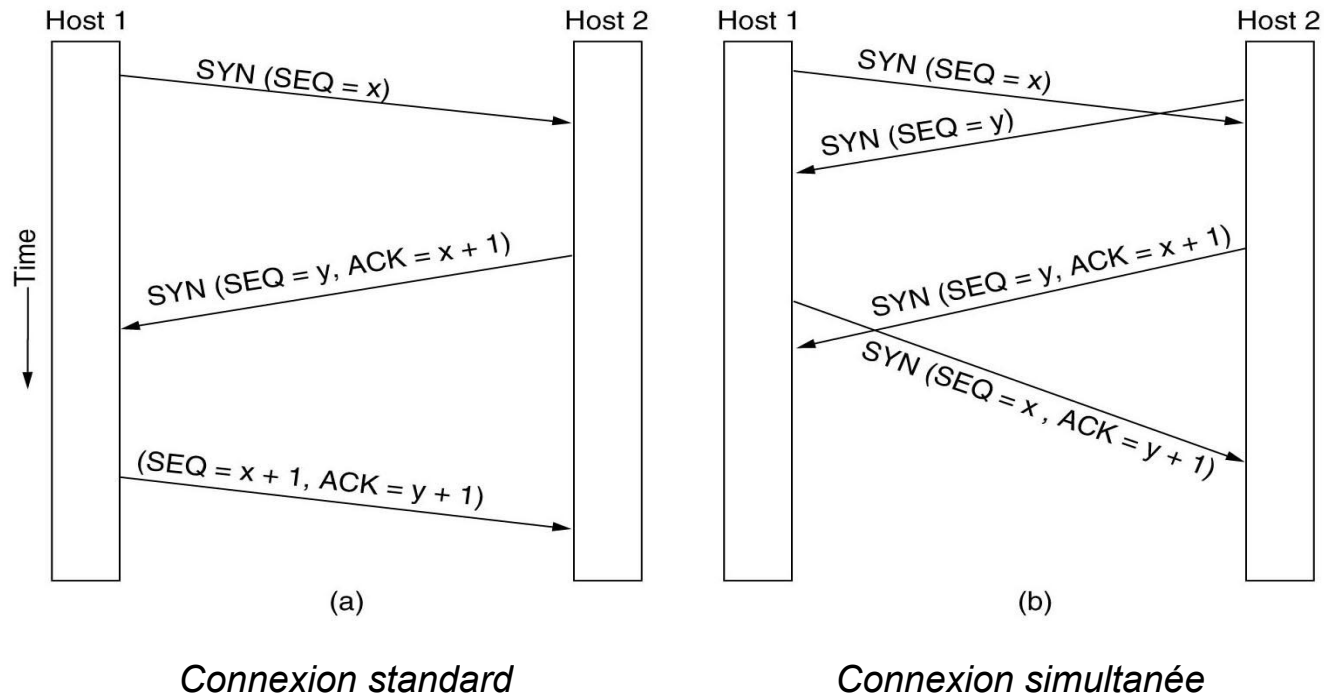 Host 1
Host 2
SYN (SEQ = x)
SYN (SEQ = y, ACK = x + 1)
(SEQ = x + 1, ACK = y + 1)
Time
(a)
Connexion standard
Host 1
Host 2
SYN (SEQ = x)
SYN (SEQ = y)
SYN (SEQ = y, ACK = x + 1)
SYN (SEQ = x , ACK = y + 1)
(b)
Connexion simultanée